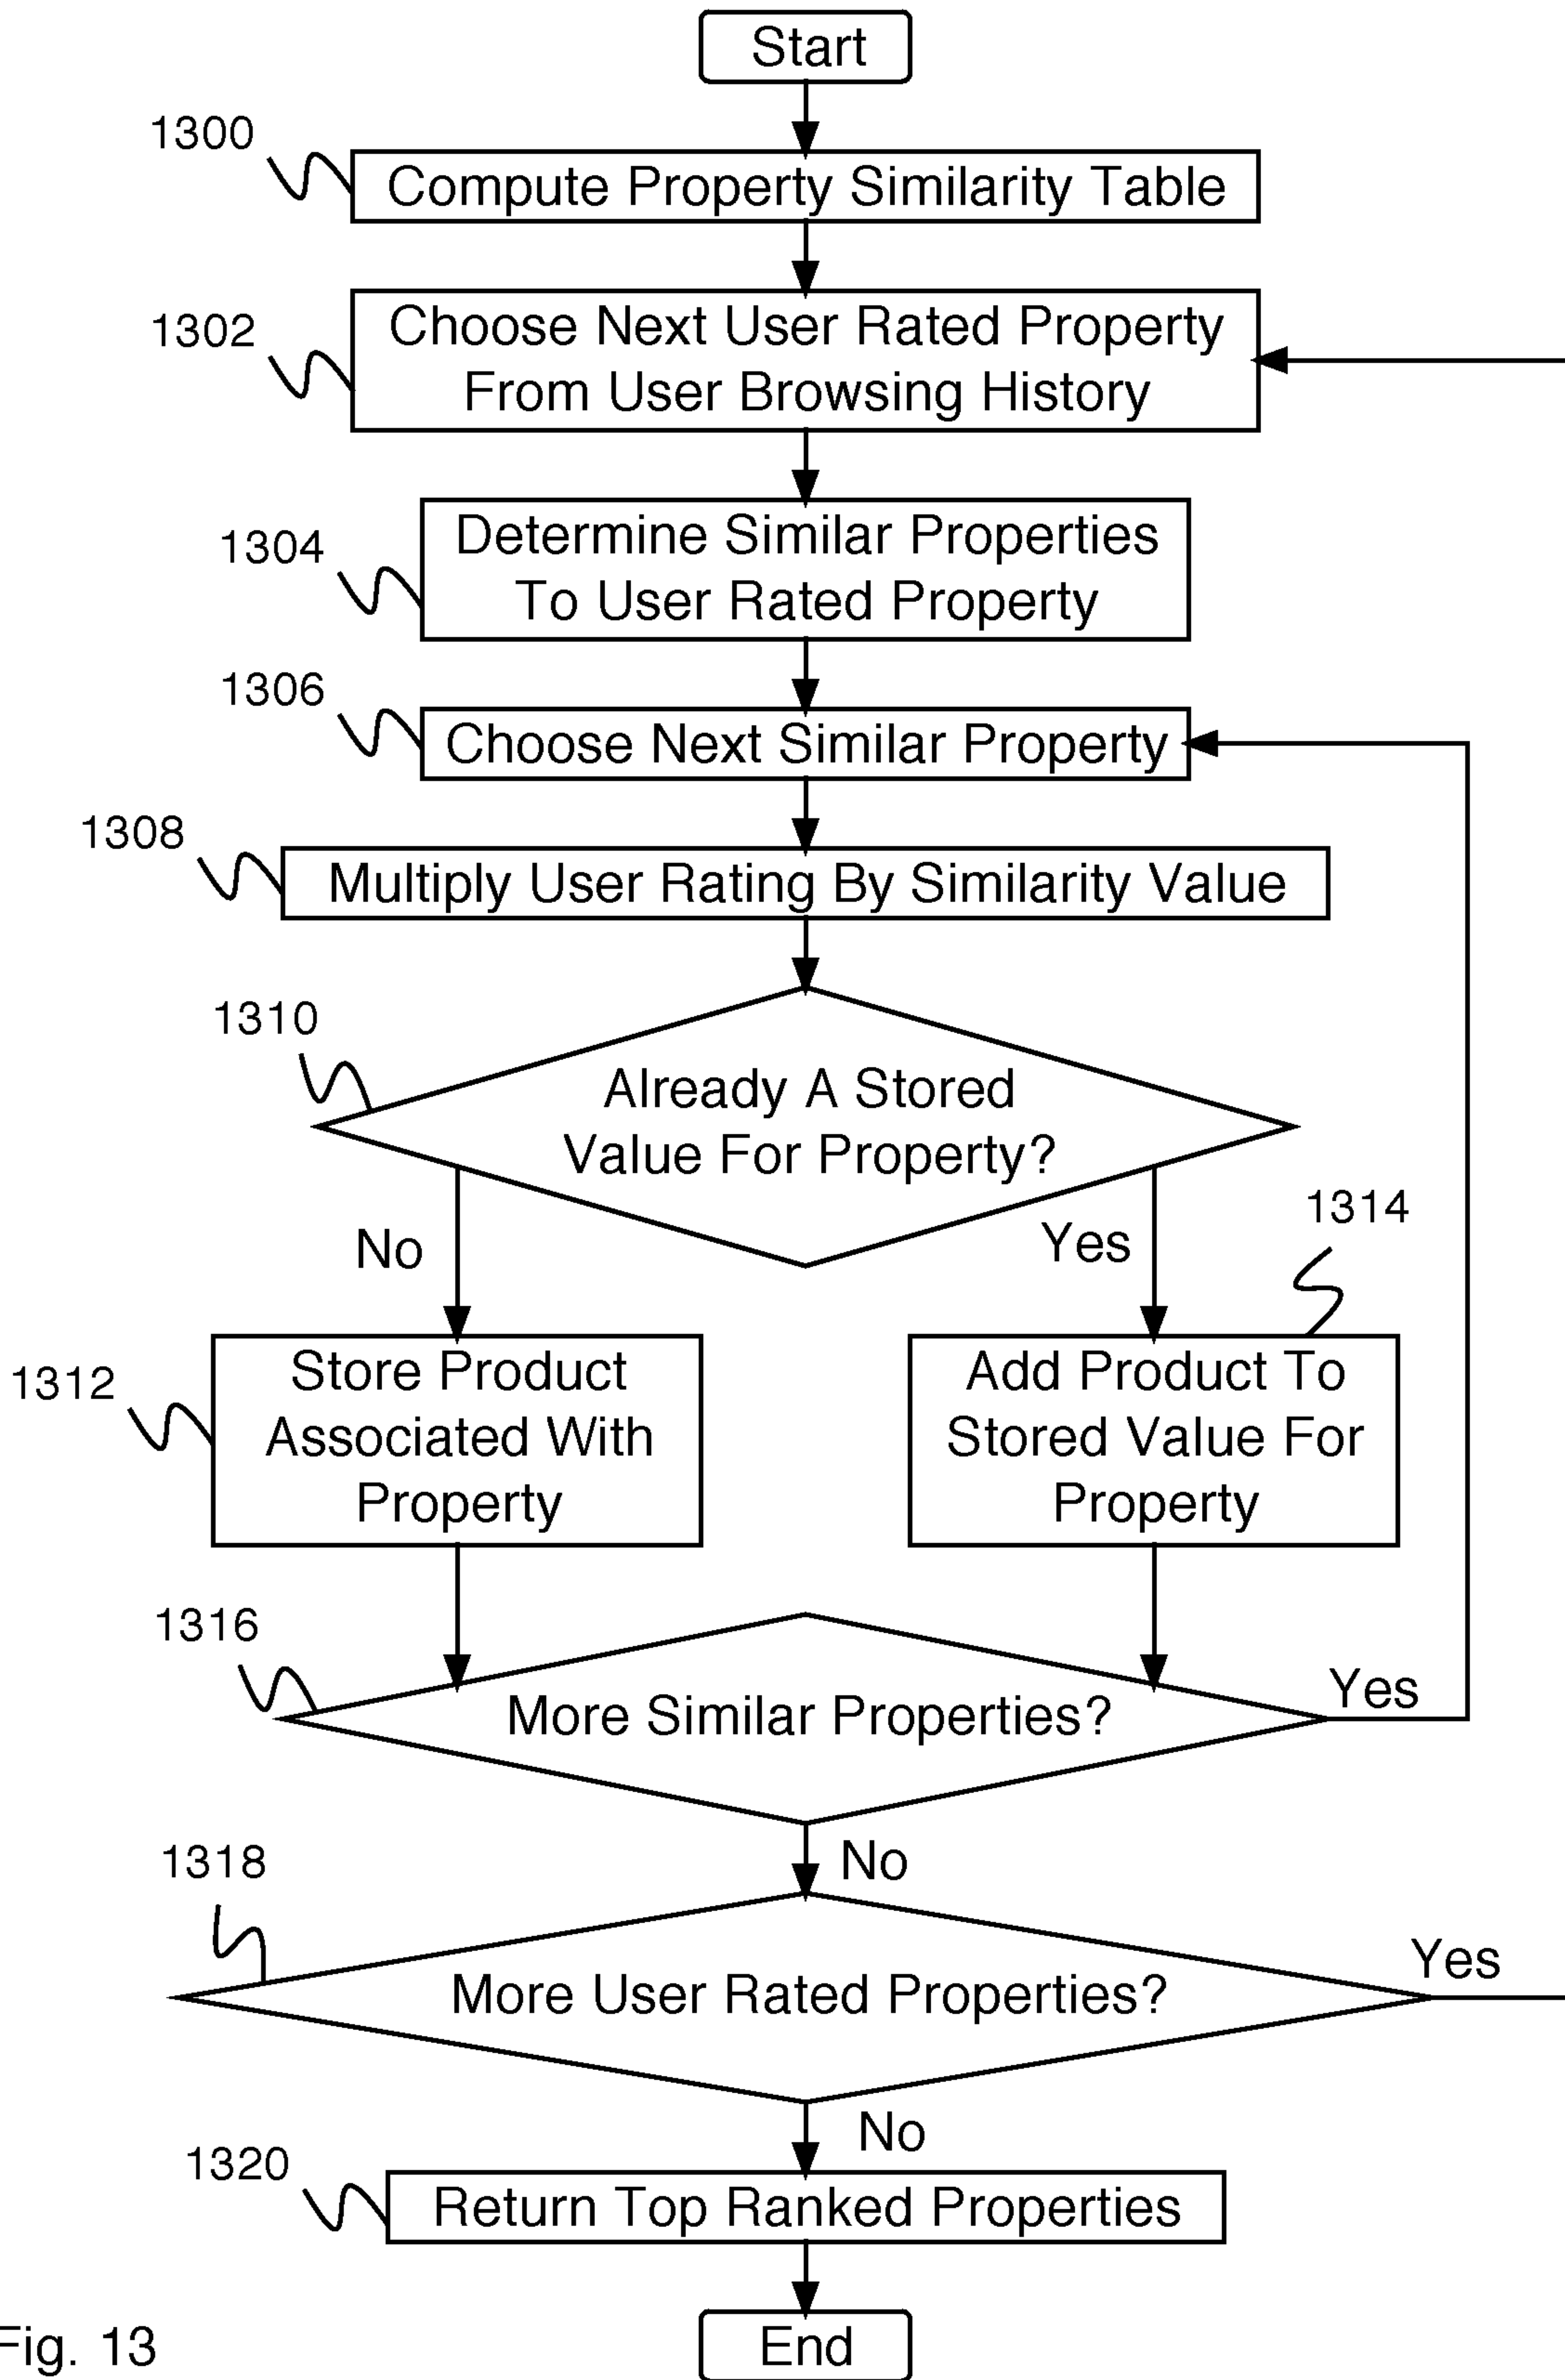 Start
1300
Compute Property Similarity Table
1302
Choose Next User Rated Property
From User Browsing History
1304
Determine Similar Properties
To User Rated Property
1306
Choose Next Similar Property
1308
Multiply User Rating By Similarity Value
1310
Already A Stored
Value For Property?
No
Yes
1314
1312
Store Product
Associated With
Property
Add Product To
Stored Value For
Property
1316
More Similar Properties?
Yes
No
1318
More User Rated Properties?
Yes
No
1320
Return Top Ranked Properties
End
Fig. 13